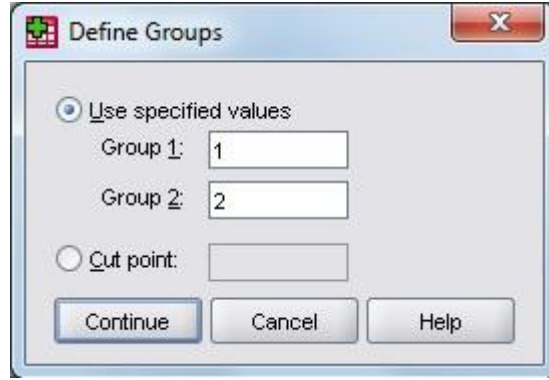 Define Groups
Use specified values
Group 1: 1
Group 2: 2
Cut point:
Continue Cancel Help